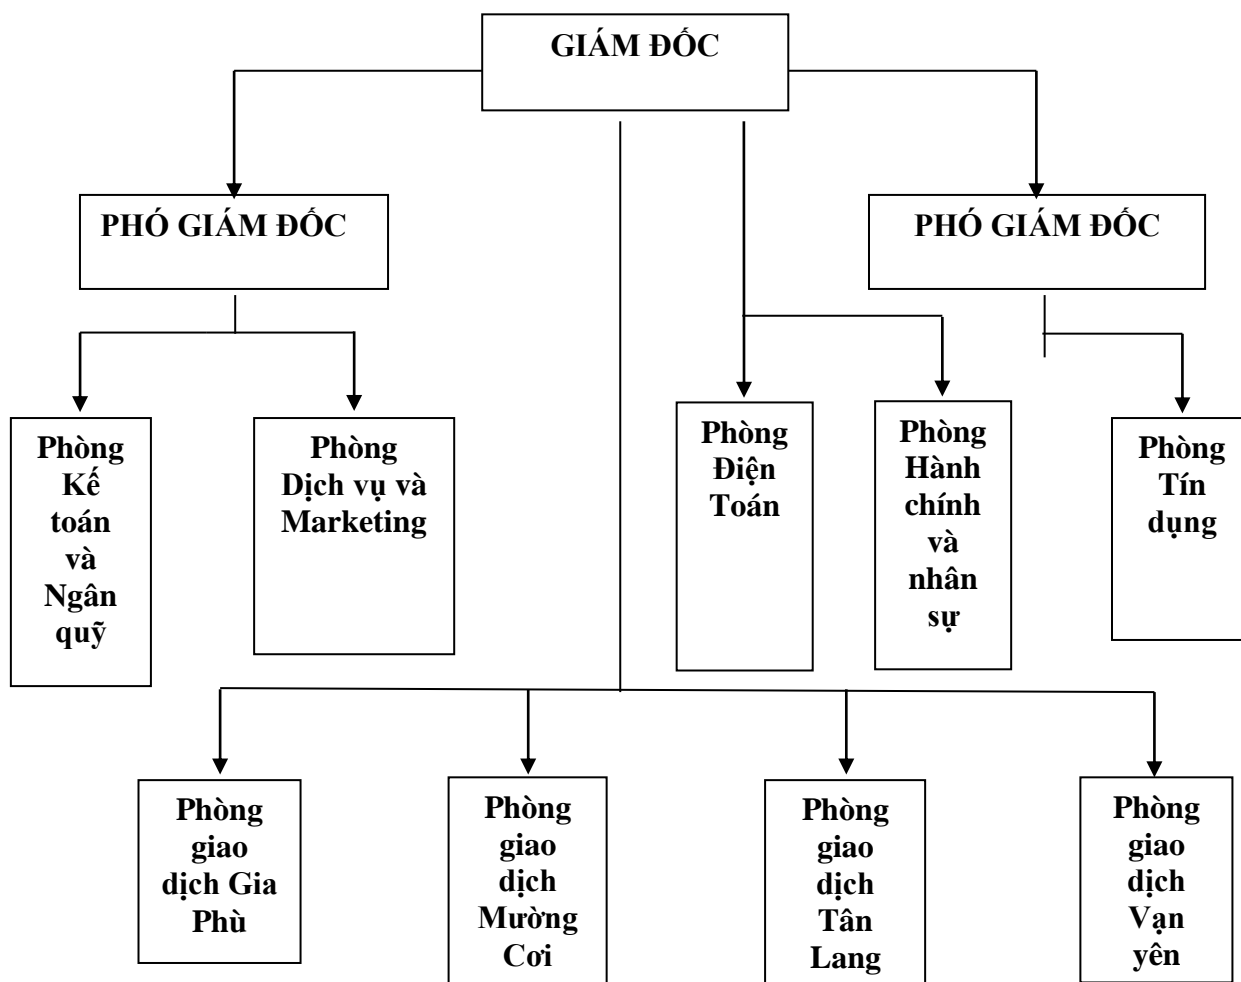 GIÁM ĐỐC
PHÓ GIÁM ĐỐC
PHÓ GIÁM ĐỐC
Phòng
Kế
toán
và
Ngân
quỹ
Phòng
Dịch vụ và
Marketing
Phòng
Điện
Toán
Phòng
Hành
chính
và
nhân
sự
Phòng
Tín
dụng
Phòng
giao
dịch Gia
Phù
Phòng
giao
dịch
Mường
Cơi
Phòng
giao
dịch
Tân
Lang
Phòng
giao
dịch
Vạn
yên